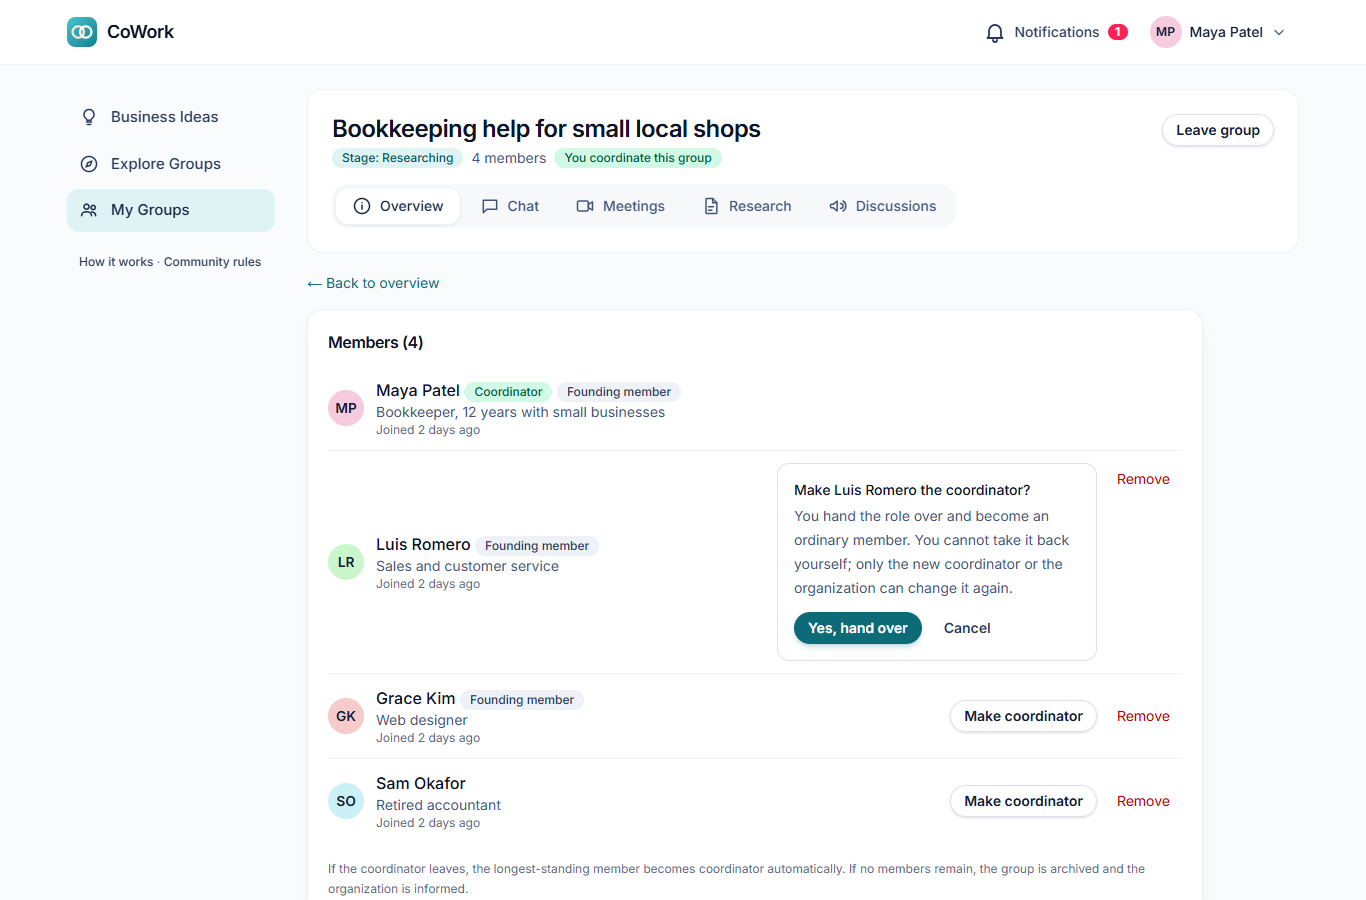 CoWork
Notifications 1
MP Maya Patel
Business Ideas
Explore Groups
My Groups
How it works · Community rules
Bookkeeping help for small local shops
Leave group
Stage: Researching 4 members You coordinate this group
Overview Chat Meetings Research Discussions
← Back to overview
Members (4)
MP
Maya Patel Coordinator Founding member
Bookkeeper, 12 years with small businesses
Joined 2 days ago
LR
Luis Romero Founding member
Sales and customer service
Joined 2 days ago
Make Luis Romero the coordinator?
You hand the role over and become an
ordinary member. You cannot take it back
yourself; only the new coordinator or the
organization can change it again.
Yes, hand over Cancel
Remove
GK
Grace Kim Founding member
Web designer
Joined 2 days ago
Make coordinator Remove
SO
Sam Okafor
Retired accountant
Joined 2 days ago
Make coordinator Remove
If the coordinator leaves, the longest-standing member becomes coordinator automatically. If no members remain, the group is archived and the
organization is informed.